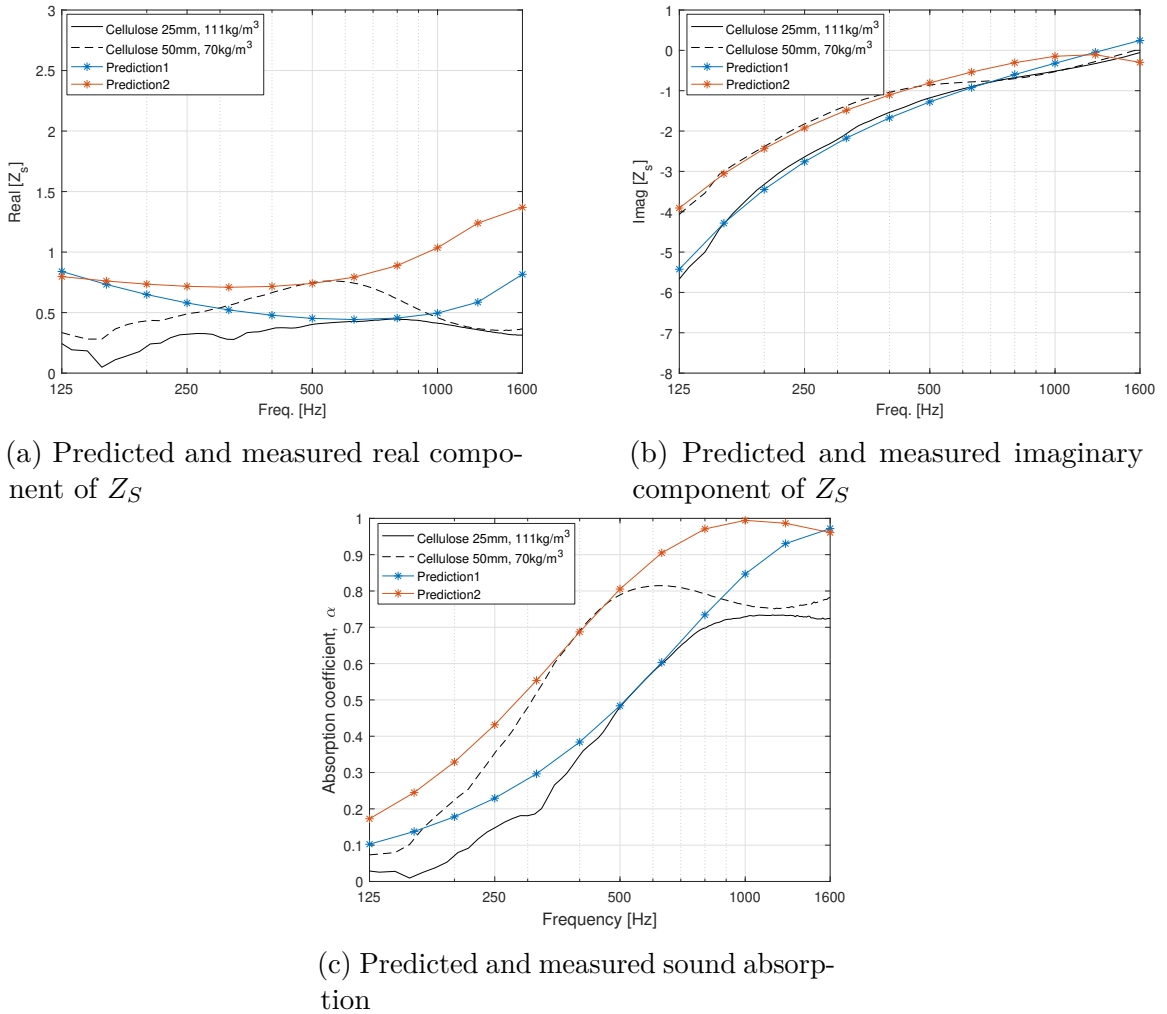 3
2.5
2
1.5
1
0.5
0
Real [Z_s]
Cellulose 25mm, 111kg/m³
Cellulose 50mm, 70kg/m³
Prediction1
Prediction2
125 250 500 1000 1600
Freq. [Hz]
1
0
-1
-2
-3
-4
-5
-6
-7
-8
Imag [Z_s]
Cellulose 25mm, 111kg/m³
Cellulose 50mm, 70kg/m³
Prediction1
Prediction2
125 250 500 1000 1600
Freq. [Hz]
(a) Predicted and measured real compo-
nent of Z_S
(b) Predicted and measured imaginary
component of Z_S
1
0.9
0.8
0.7
0.6
0.5
0.4
0.3
0.2
0.1
0
Absorption coefficient, α
Cellulose 25mm, 111kg/m³
Cellulose 50mm, 70kg/m³
Prediction1
Prediction2
125 250 500 1000 1600
Frequency [Hz]
(c) Predicted and measured sound absorp-
tion